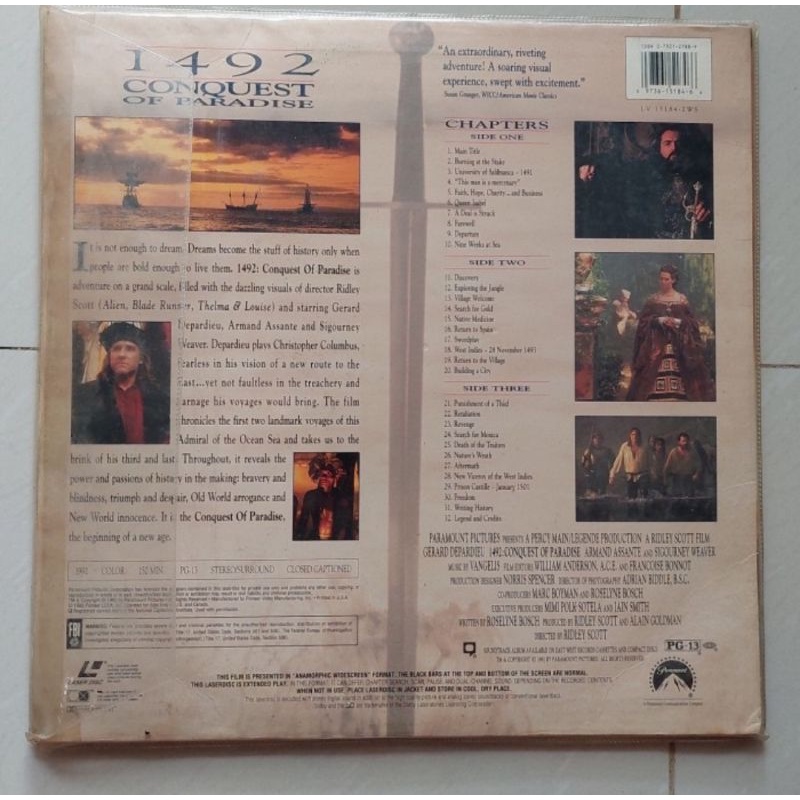 1492
CONQUEST
OF PARADISE
It is not enough to dream. Dreams become the stuff of history only when
people are bold enough to live them. 1492: Conquest Of Paradise is
adventure on a grand scale, filled with the dazzling visuals of director Ridley
Scott (Alien, Blade Runner, Thelma & Louise) and starring Gerard
Depardieu, Armand Assante and Sigourney
Weaver. Depardieu plays Christopher Columbus,
fearless in his vision of a new route to the
East...yet not faultless in the treachery and
carnage his voyages would bring. The film
chronicles the first two landmark voyages of this
Admiral of the Ocean Sea and takes us to the
brink of his third and last. Throughout, it reveals the
power and passions of history in the making: bravery and
blindness, triumph and despair, Old World arrogance and
New World innocence. It is the Conquest Of Paradise.
the beginning of a new age.
1992 COLOR 152 MIN. PG-13 STEREO/SURROUND CLOSED CAPTIONED
FBI
WARNING
LASER DISC
"An extraordinary, riveting
adventure! A soaring visual
experience, swept with excitement."
Susan Granger, WICC/American Movie Classics
LV 15184-2WS
CHAPTERS
SIDE ONE
1. Main Title
2. Burning at the Stake
3. University of Salamanca - 1491
4. "This man is a mercenary"
5. Faith, Hope, Charity... and Business
6. Queen Isabel
7. A Deal is Struck
8. Farewell
9. Departure
10. Nine Weeks at Sea
SIDE TWO
11. Discovery
12. Exploring the Jungle
13. Village Welcome
14. Search for Gold
15. Native Medicine
16. Return to Spain
17. Swordplay
18. West Indies - 28 November 1493
19. Return to the Village
20. Building a City
SIDE THREE
21. Punishment of a Thief
22. Retaliation
23. Revenge
24. Search for Moxica
25. Death of the Traitors
26. Nature's Wrath
27. Aftermath
28. New Viceroy of the West Indies
29. Prison Castille - January 1501
30. Freedom
31. Writing History
32. Legend and Credits
PARAMOUNT PICTURES PRESENTS A PERCY MAIN/LEGENDE PRODUCTION A RIDLEY SCOTT FILM
GERARD DEPARDIEU 1492:CONQUEST OF PARADISE ARMAND ASSANTE AND SIGOURNEY WEAVER
MUSIC BY VANGELIS FILM EDITORS WILLIAM ANDERSON, A.C.E. AND FRANCOISE BONNOT
PRODUCTION DESIGNER NORRIS SPENCER DIRECTOR OF PHOTOGRAPHY ADRIAN BIDDLE, B.S.C.
CO-PRODUCERS MARC BOYMAN AND ROSELINE BOSCH
EXECUTIVE PRODUCERS MIMI POLK SOTELA AND IAIN SMITH
WRITTEN BY ROSELINE BOSCH PRODUCED BY RIDLEY SCOTT AND ALAIN GOLDMAN
DIRECTED BY RIDLEY SCOTT
PG-13
Paramount
THIS FILM IS PRESENTED IN "ANAMORPHIC WIDESCREEN" FORMAT. THE BLACK BARS AT THE TOP AND BOTTOM OF THE SCREEN ARE NORMAL.
WHEN NOT IN USE, PLACE LASERDISC IN JACKET AND STORE IN COOL, DRY PLACE.